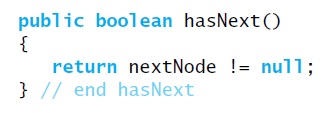 public boolean hasNext()
{
   return nextNode != null;
} // end hasNext